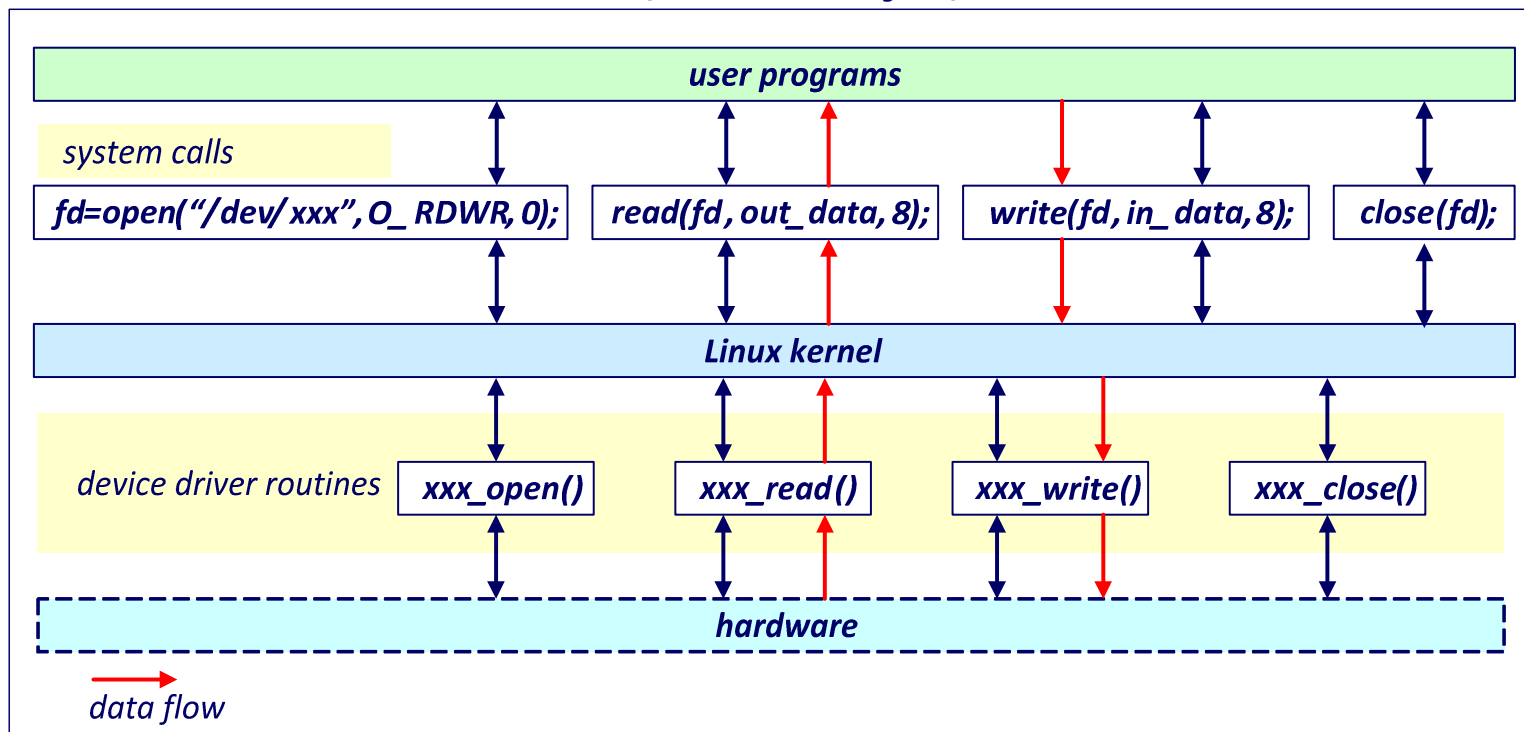 user programs
system calls
fd=open(“/dev/xxx”,O_RDWR,0);
read(fd,out_data,8);
write(fd,in_data,8);
close(fd);
Linux kernel
device driver routines
xxx_open()
xxx_read()
xxx_write()
xxx_close()
hardware
data flow